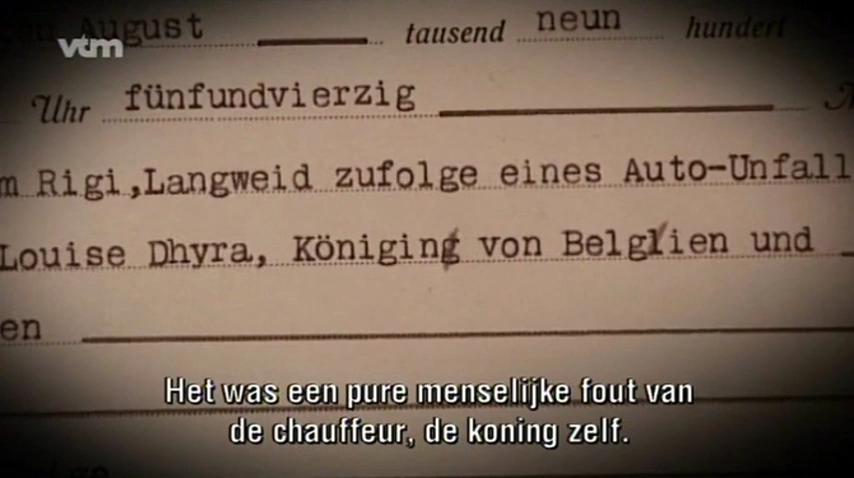 August tausend neun hundert
vtm
Uhr fünfundvierzig
Rigi, Langweid zufolge eines Auto-Unfall
Louise Dhyra, Königing von Belglien und
en
Het was een pure menselijke fout van
de chauffeur, de koning zelf.